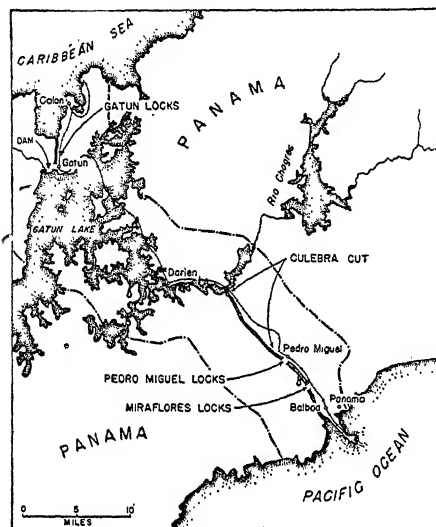 CARIBBEAN SEA
Colon
GATUN LOCKS
PANAMA
DAM
Gatun
Rio Chagres
GATUN LAKE
CULEBRA CUT
Darien
Pedro Miguel
PEDRO MIGUEL LOCKS
Panama
MIRAFLORES LOCKS
Balboa
PANAMA
PACIFIC OCEAN
0 5 10
MILES